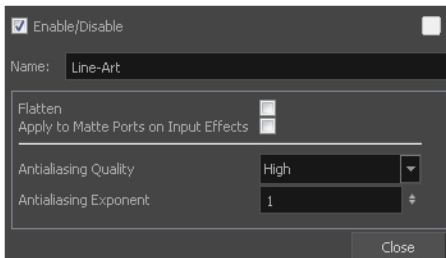 Enable/Disable
Name: Line-Art
Flatten
Apply to Matte Ports on Input Effects
Antialiasing Quality High
Antialiasing Exponent 1
Close